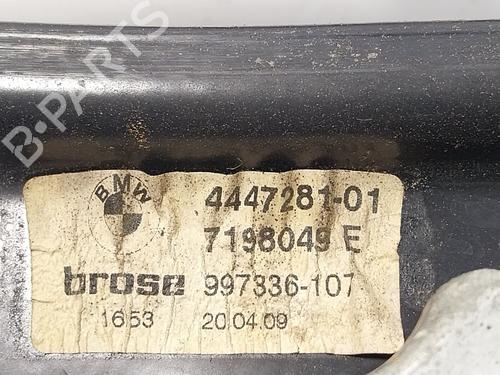 B-PARTS
BMW
4447281-01
7198049 E
brose 997336-107
1653 20.04.09